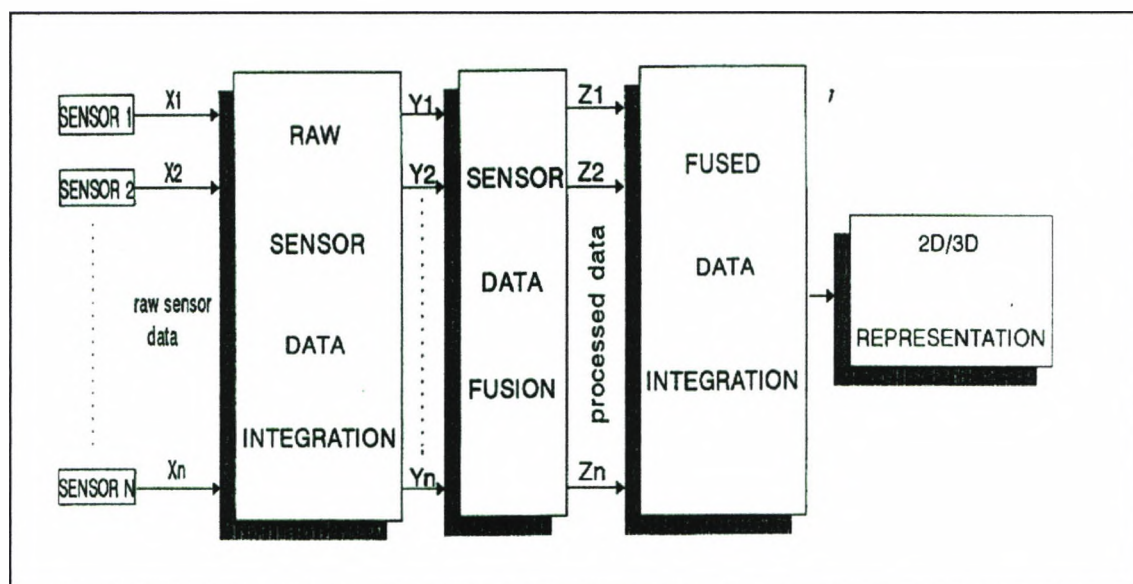 SENSOR 1
X1
SENSOR 2
X2
raw sensor
data
SENSOR N
Xn
RAW
SENSOR
DATA
INTEGRATION
Y1
Y2
Yn
SENSOR
DATA
FUSION
Z1
Z2
processed data
Zn
FUSED
DATA
INTEGRATION
2D/3D
REPRESENTATION